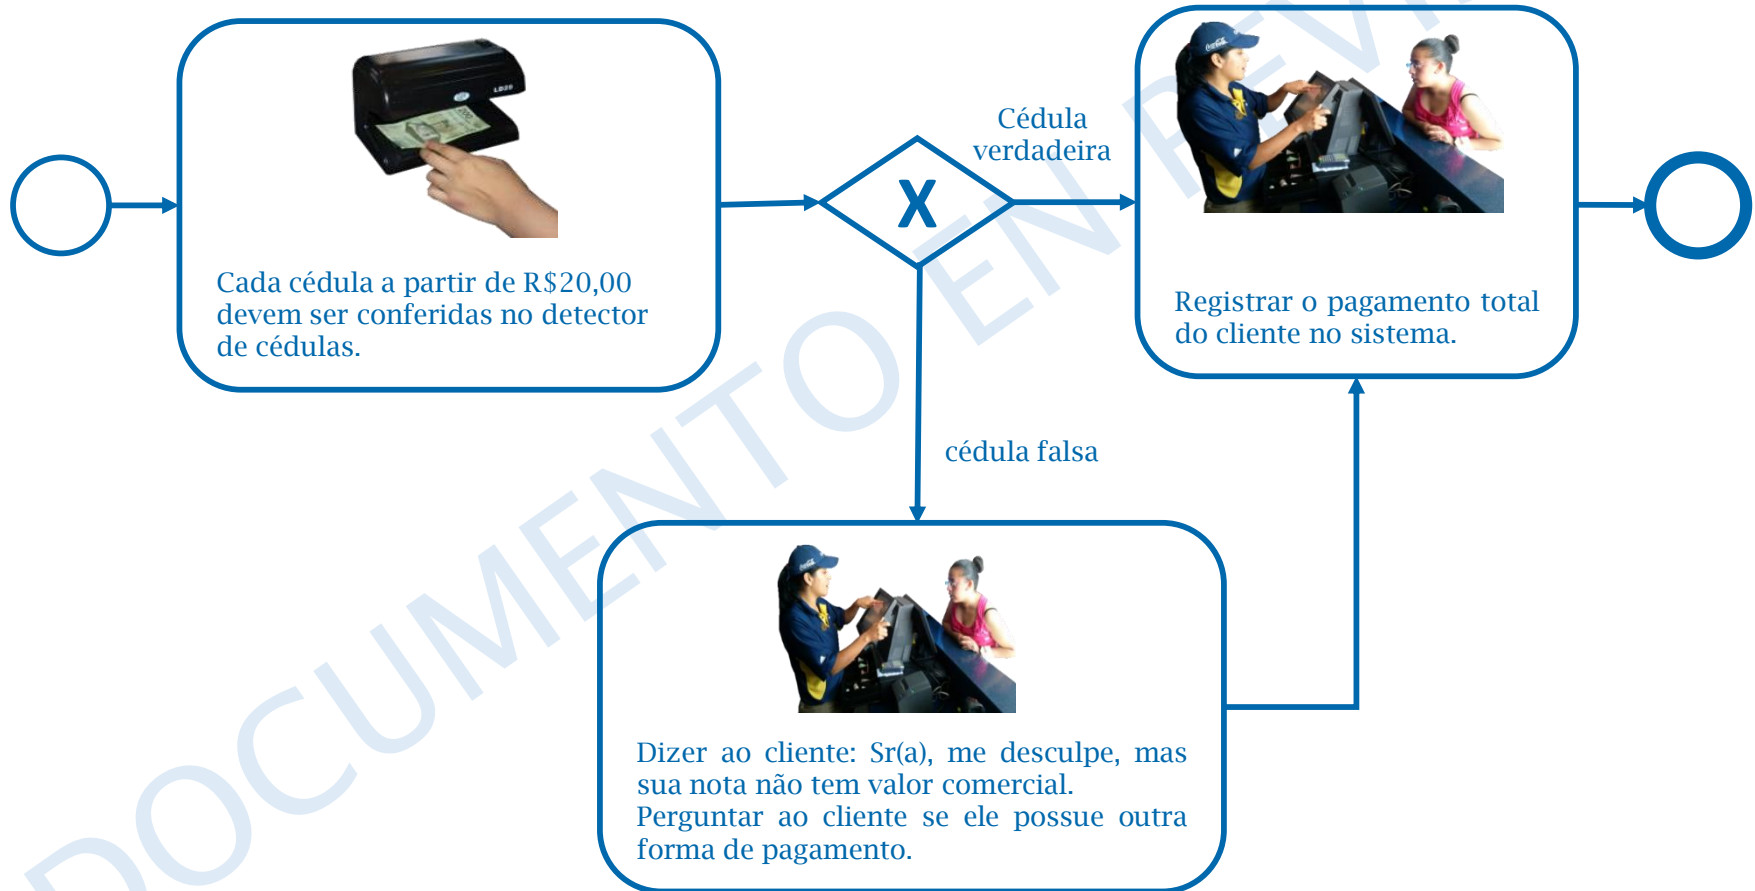 Cada cédula a partir de R$20,00
devem ser conferidas no detector
de cédulas.
X
Cédula
verdadeira
Registrar o pagamento total
do cliente no sistema.
cédula falsa
Dizer ao cliente: Sr(a), me desculpe, mas
sua nota não tem valor comercial.
Perguntar ao cliente se ele possue outra
forma de pagamento.
DOCUMENTO EN REVI